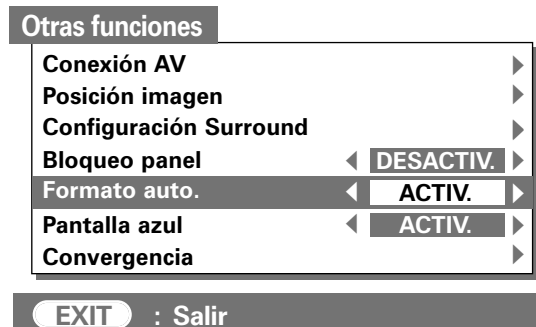 Otras funciones
Conexión AV
Posición imagen
Configuración Surround
Bloqueo panel DESACTIV.
Formato auto. ACTIV.
Pantalla azul ACTIV.
Convergencia
EXIT : Salir